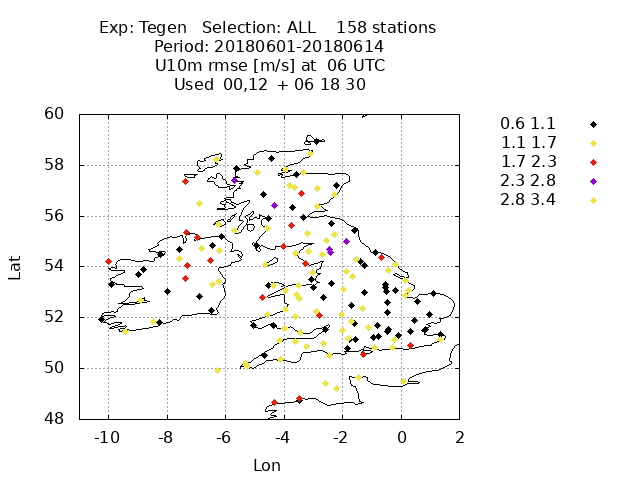 Exp: Tegen   Selection: ALL    158 stations
Period: 20180601-20180614
U10m rmse [m/s] at  06 UTC
Used  00,12  + 06 18 30
0.6 1.1
1.1 1.7
1.7 2.3
2.3 2.8
2.8 3.4
60
58
56
54
52
50
48
Lat
-10 -8 -6 -4 -2 0 2
Lon